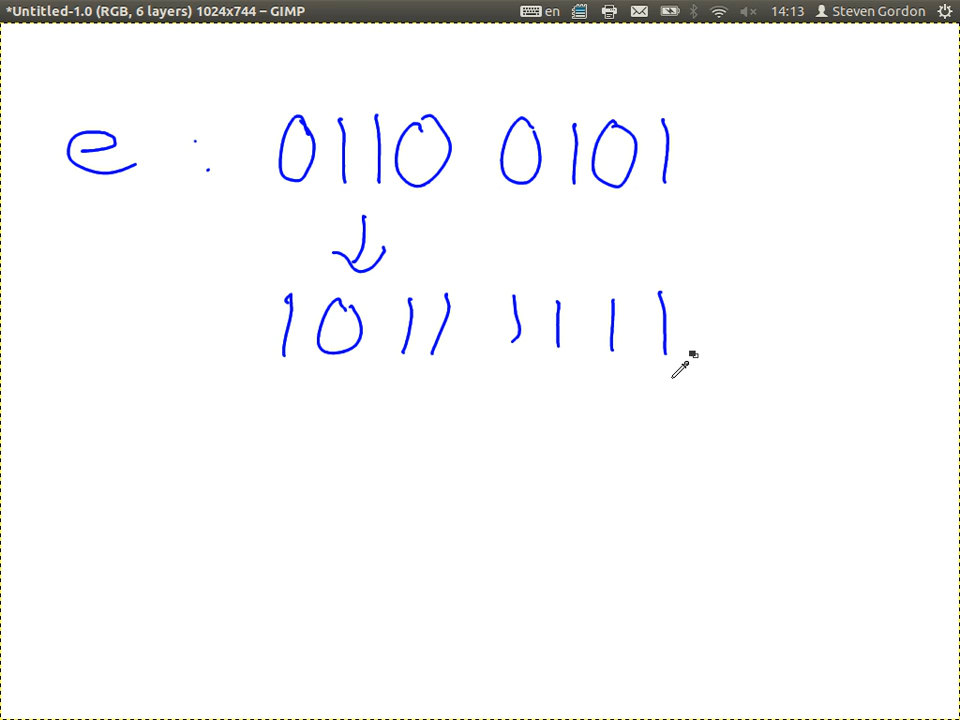 *Untitled-1.0 (RGB, 6 layers) 1024x744 – GIMP en 14:13 Steven Gordon
e : 0110 0101
1011 1111